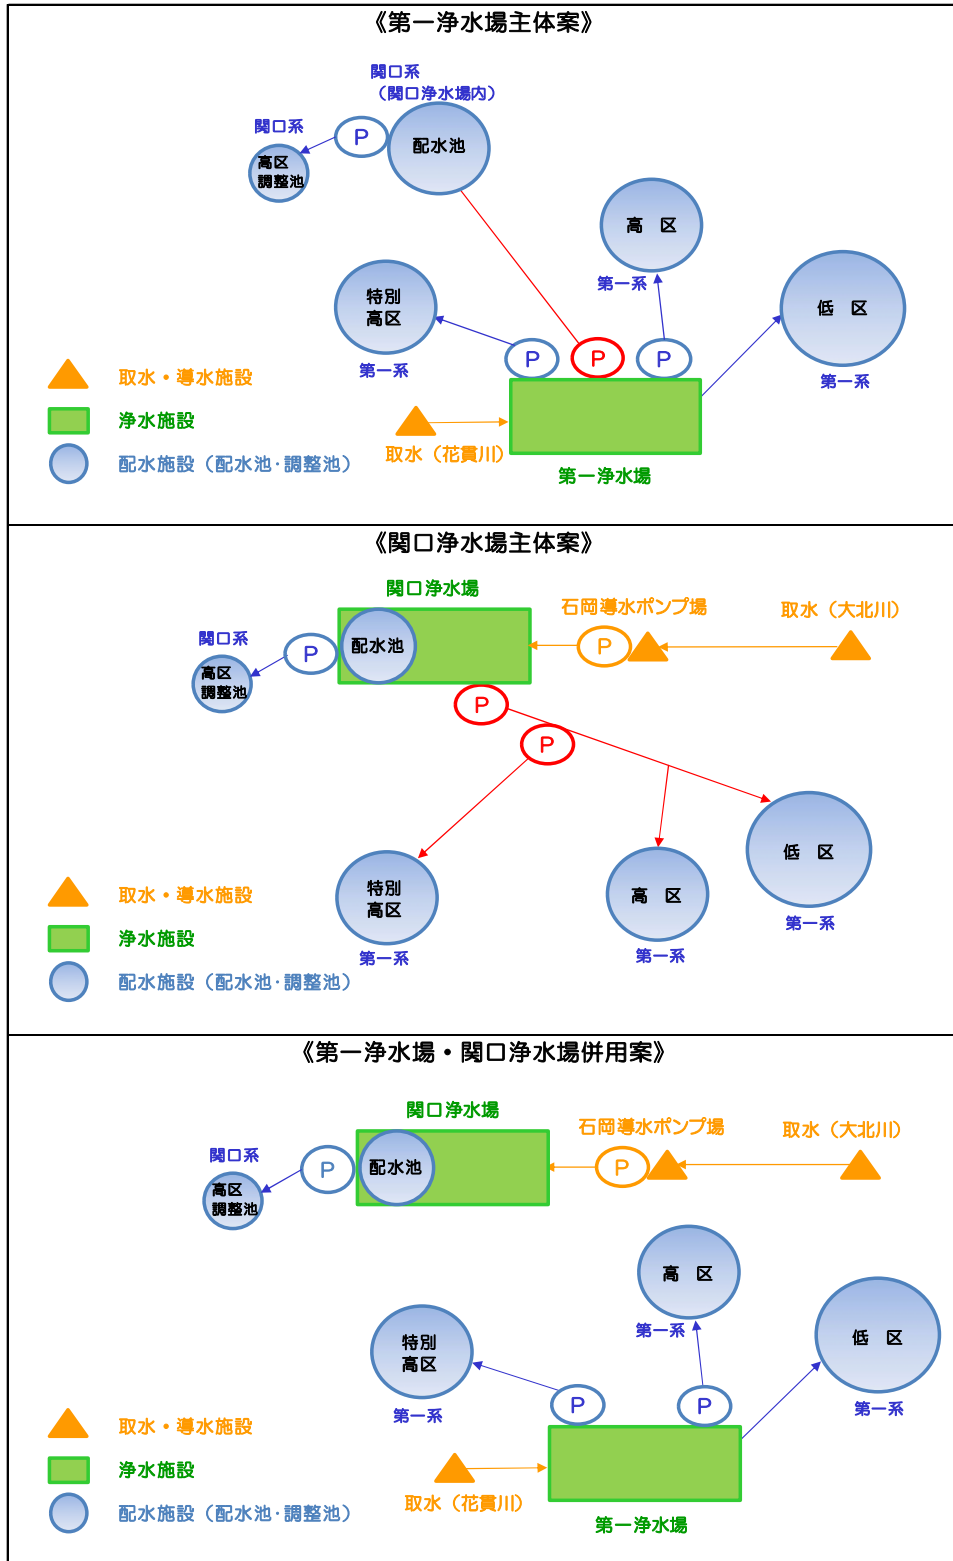 《第一浄水場主体案》
関口系
（関口浄水場内）
関口系
P
配水池
高区
調整池
高　区
第一系
特別
高区
低　区
P
P
P
第一系
第一系
取水・導水施設
浄水施設
取水（花貫川）
配水施設（配水池・調整池）
第一浄水場
《関口浄水場主体案》
関口浄水場
石岡導水ポンプ場
取水（大北川）
関口系
P
配水池
P
高区
調整池
P
P
低　区
特別
高区
高　区
取水・導水施設
第一系
浄水施設
第一系
第一系
配水施設（配水池・調整池）
《第一浄水場・関口浄水場併用案》
関口浄水場
石岡導水ポンプ場
取水（大北川）
関口系
P
配水池
P
高区
調整池
高　区
第一系
特別
高区
低　区
P
P
第一系
第一系
取水・導水施設
浄水施設
取水（花貫川）
配水施設（配水池・調整池）
第一浄水場